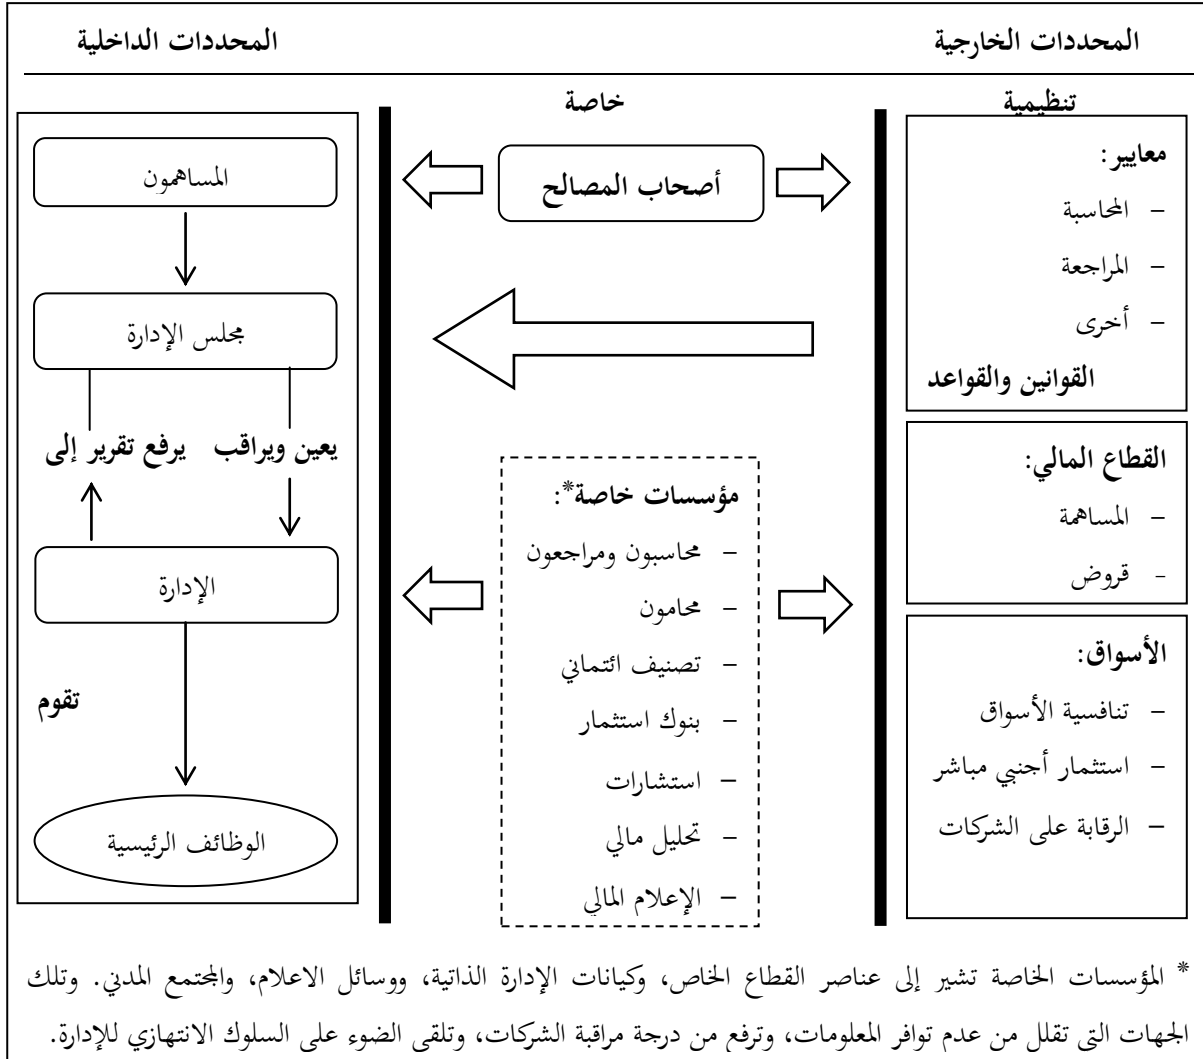 المحددات الخارجية
المحددات الداخلية
تنظيمية
خاصة
معايير:
– المحاسبة
– المراجعة
– أخرى
القوانين والقواعد
القطاع المالي:
– المساهمة
- قروض
الأسواق:
– تنافسية الأسواق
– استثمار أجنبي مباشر
– الرقابة على الشركات
أصحاب المصالح
مؤسسات خاصة*:
– محاسبون ومراجعون
– محامون
– تصنيف ائتماني
– بنوك استثمار
– استشارات
– تحليل مالي
– الإعلام المالي
المساهمون
مجلس الإدارة
يعين ويراقب
يرفع تقرير إلى
الإدارة
تقوم
الوظائف الرئيسية
* المؤسسات الخاصة تشير إلى عناصر القطاع الخاص، وكيانات الإدارة الذاتية، ووسائل الاعلام، والمجتمع المدني. وتلك
الجهات التي تقلل من عدم توافر المعلومات، وترفع من درجة مراقبة الشركات، وتلقى الضوء على السلوك الانتهازي للإدارة.